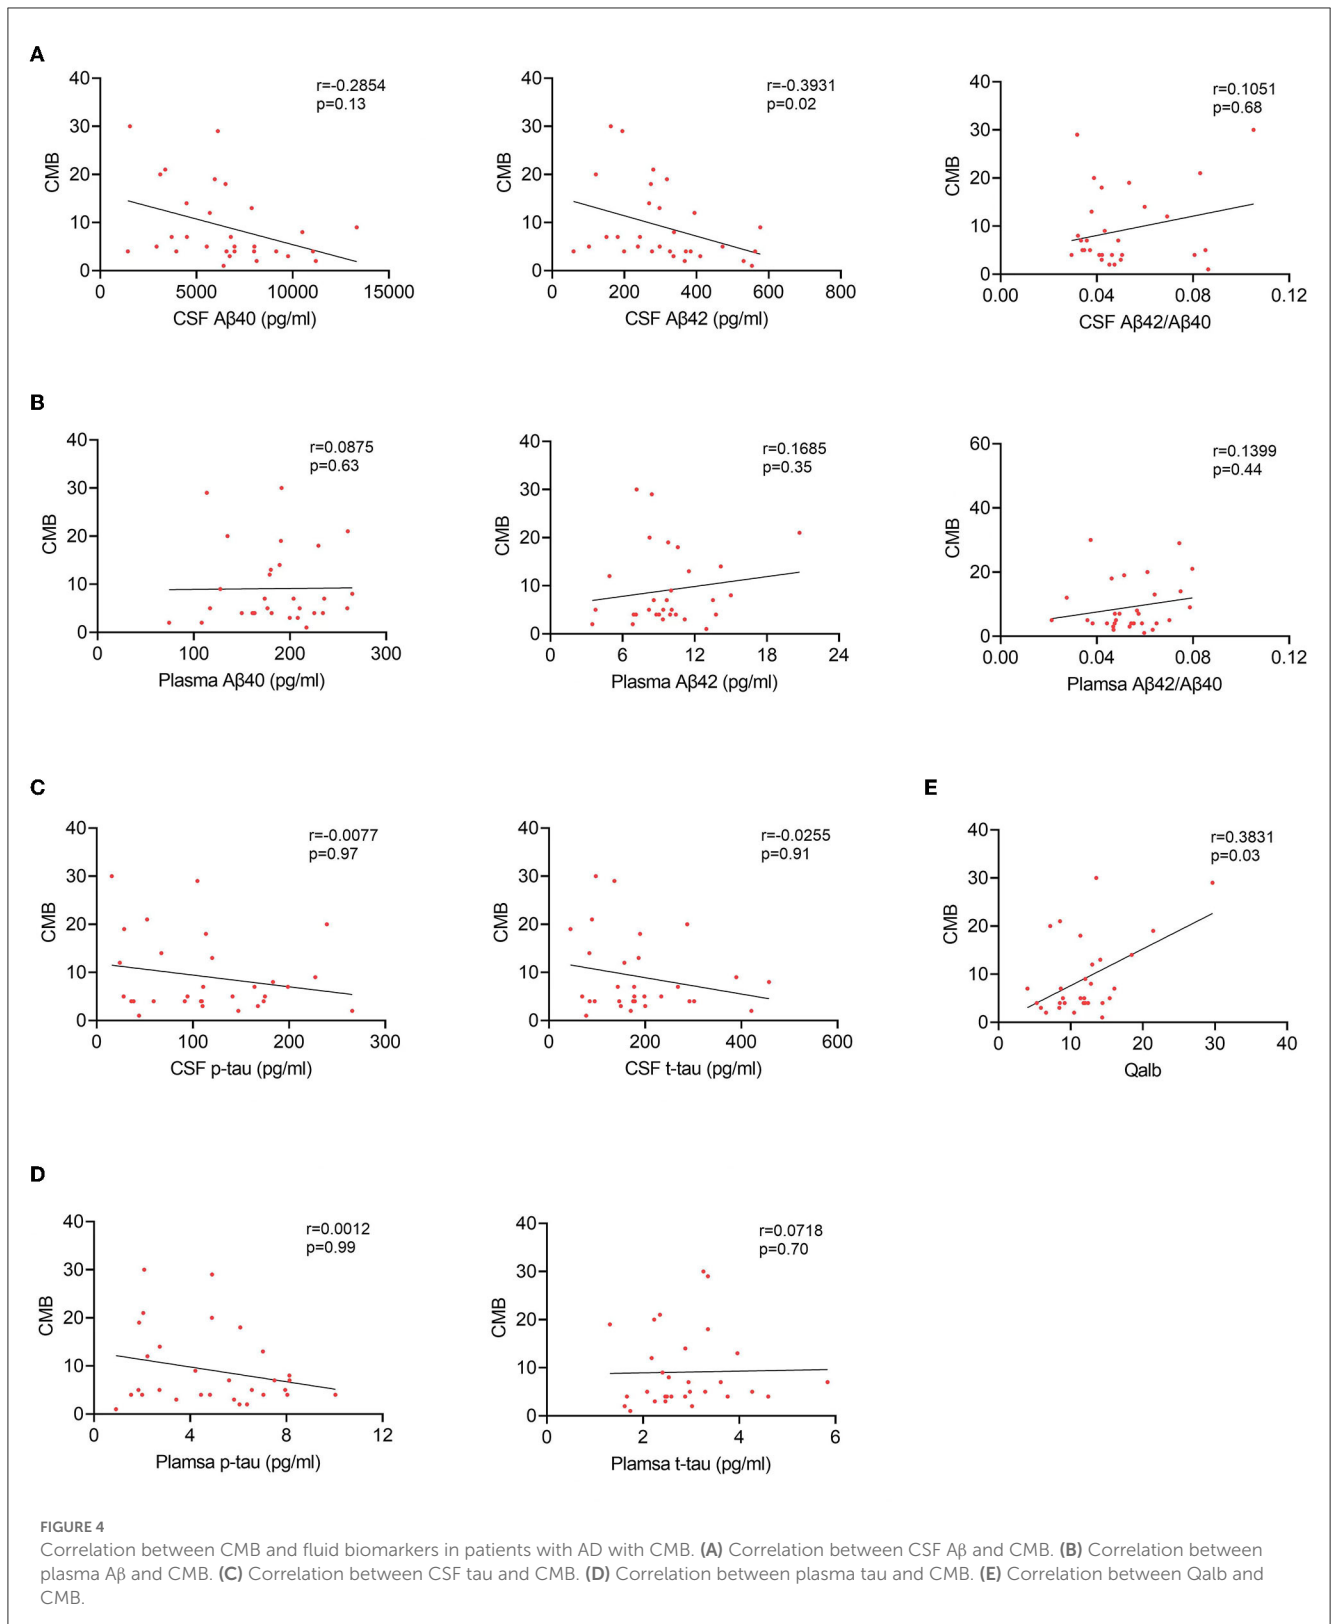 A
r=-0.2854
p=0.13
40
30
20
10
0
CMB
0 5000 10000 15000
CSF Aβ40 (pg/ml)
r=-0.3931
p=0.02
40
30
20
10
0
CMB
0 200 400 600 800
CSF Aβ42 (pg/ml)
r=0.1051
p=0.68
40
30
20
10
0
CMB
0.00 0.04 0.08 0.12
CSF Aβ42/Aβ40
B
r=0.0875
p=0.63
40
30
20
10
0
CMB
0 100 200 300
Plasma Aβ40 (pg/ml)
r=0.1685
p=0.35
40
30
20
10
0
CMB
0 6 12 18 24
Plasma Aβ42 (pg/ml)
r=0.1399
p=0.44
60
40
20
0
CMB
0.00 0.04 0.08 0.12
Plamsa Aβ42/Aβ40
C
r=-0.0077
p=0.97
40
30
20
10
0
CMB
0 100 200 300
CSF p-tau (pg/ml)
r=-0.0255
p=0.91
40
30
20
10
0
CMB
0 200 400 600
CSF t-tau (pg/ml)
E
r=0.3831
p=0.03
40
30
20
10
0
CMB
0 10 20 30 40
Qalb
D
r=0.0012
p=0.99
40
30
20
10
0
CMB
0 4 8 12
Plamsa p-tau (pg/ml)
r=0.0718
p=0.70
40
30
20
10
0
CMB
0 2 4 6
Plamsa t-tau (pg/ml)
FIGURE 4
Correlation between CMB and fluid biomarkers in patients with AD with CMB. (A) Correlation between CSF Aβ and CMB. (B) Correlation between
plasma Aβ and CMB. (C) Correlation between CSF tau and CMB. (D) Correlation between plasma tau and CMB. (E) Correlation between Qalb and
CMB.